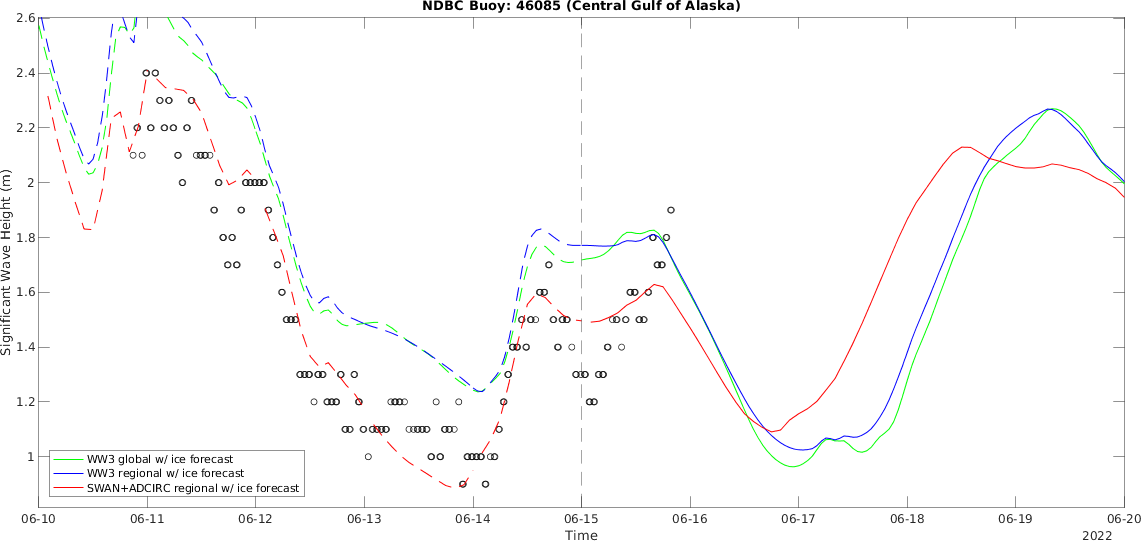 NDBC Buoy: 46085 (Central Gulf of Alaska)
2.6
2.4
2.2
2
1.8
1.6
1.4
1.2
1
Significant Wave Height (m)
WW3 global w/ ice forecast
WW3 regional w/ ice forecast
SWAN+ADCIRC regional w/ ice forecast
06-10 06-11 06-12 06-13 06-14 06-15 06-16 06-17 06-18 06-19 06-20
Time
2022